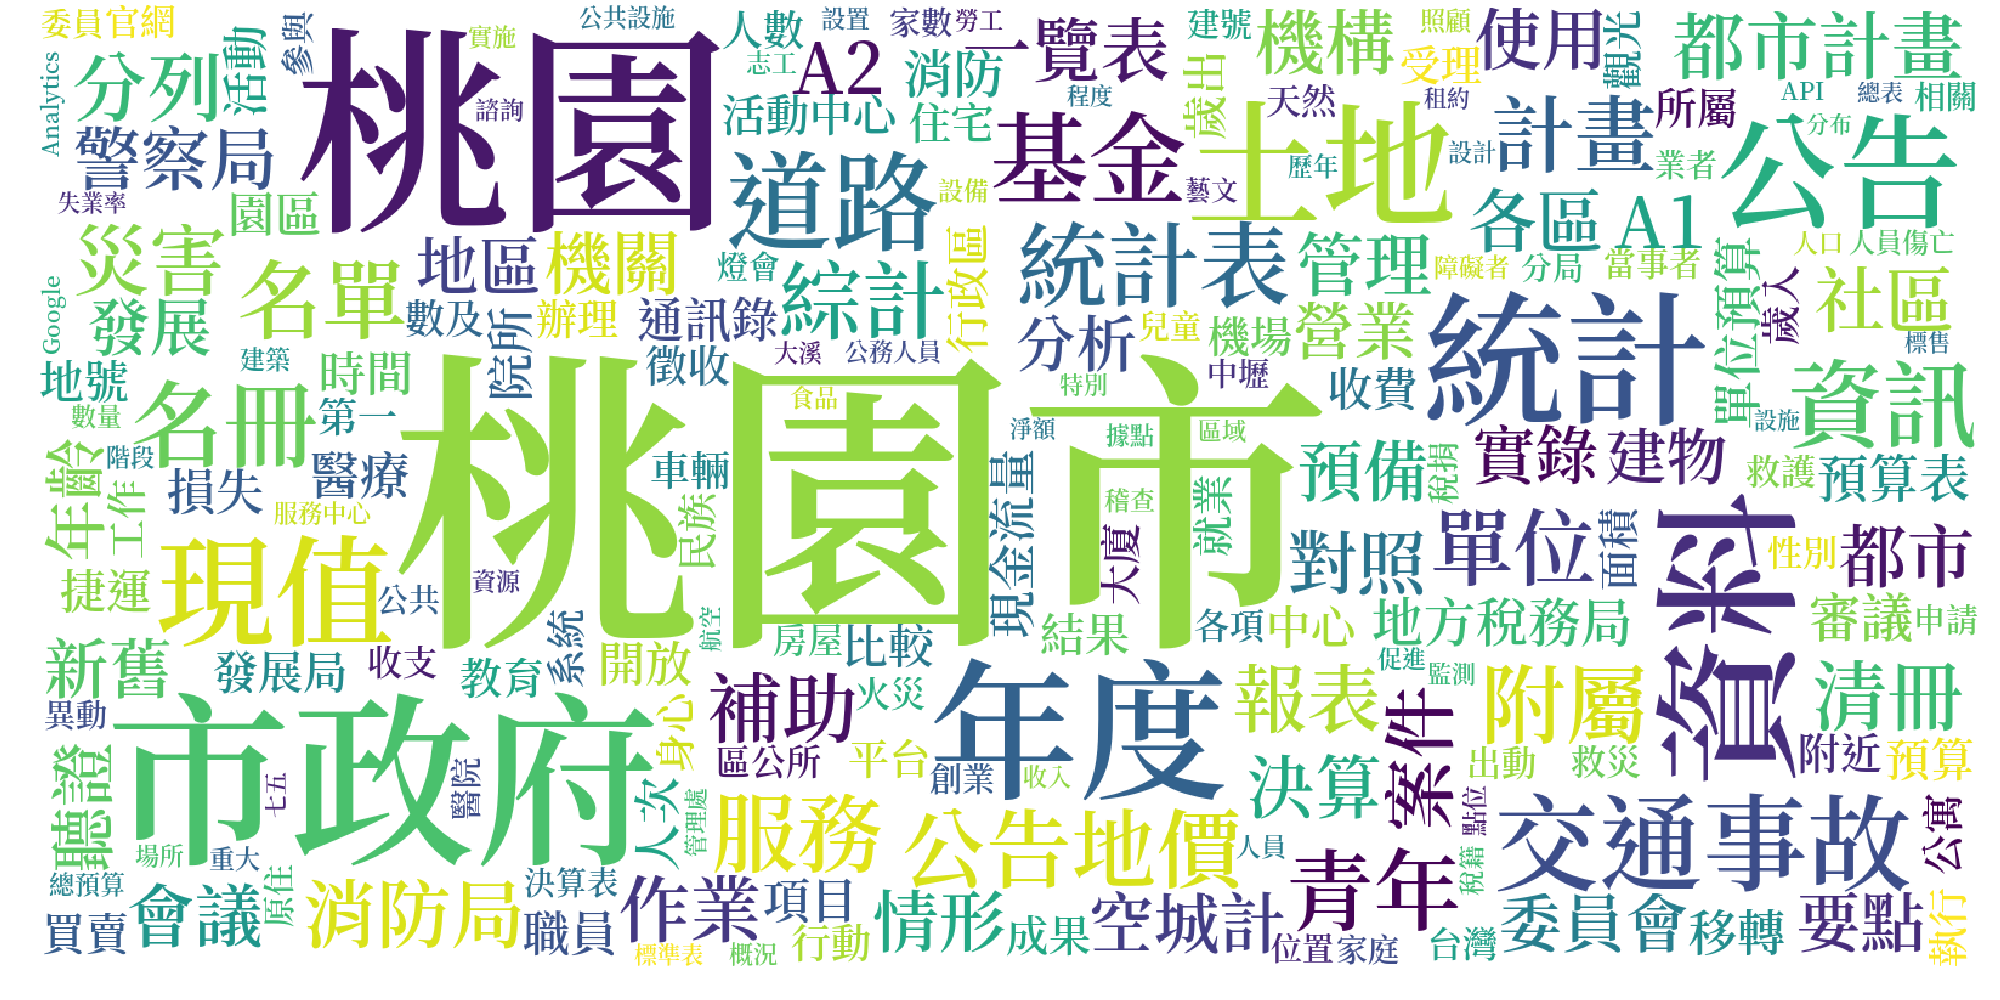 委員官網
參與
公共設施
人數
設置
家數
勞工
建號
照顧
使用
都市計畫
實施
志工
A2
一覽表
機構
受理
觀光
Analytics
分列
活動
桃園
諮詢
消防
程度
歲出
天然
租約
所屬
API
總表
相關
警察局
活動中心
住宅
基金
土地
計畫
分布
公告
失業率
園區
道路
設備
藝文
歷年
設計
業者
各區
A1
災害
名單
地區
機關
燈會
綜計
行政區
統計表
管理
障礙者
分局
當事者
人口
人員傷亡
單位預算
歲入
社區
Google
發展
數及
辦理
通訊錄
分析
兒童
機場
營業
統計
標售
地號
建築
時間
院所
徵收
大溪
公務人員
中壢
收費
資訊
數量
名冊
第一
桃園市
食品
特別
淨額
據點
區域
設施
年齡
階段
損失
醫療
車輛
現金流量
預備
實錄
建物
稅捐
救護
預算表
工作
服務中心
民族
稽查
就業
大廈
對照
單位
資料
面積
性別
都市
現值
捷運
資源
公共
航空
系統
房屋
比較
結果
各項
中心
地方稅務局
審議
申請
新舊
發展局
收支
教育
開放
促進
監測
異動
市政府
身心
補助
火災
年度
報表
附屬
清冊
聽證
七五
醫院
人次
區公所
平台
創業
收入
決算
案件
出動
救災
附近
預算
管理處
服務
公告地價
人員
點位
交通事故
公寓
場所
重大
總預算
原住
決算表
青年
稅籍
買賣
會議
消防局
職員
作業
項目
情形
成果
空城計
委員會
移轉
要點
執行
標準表
概況
行動
位置
家庭
台灣